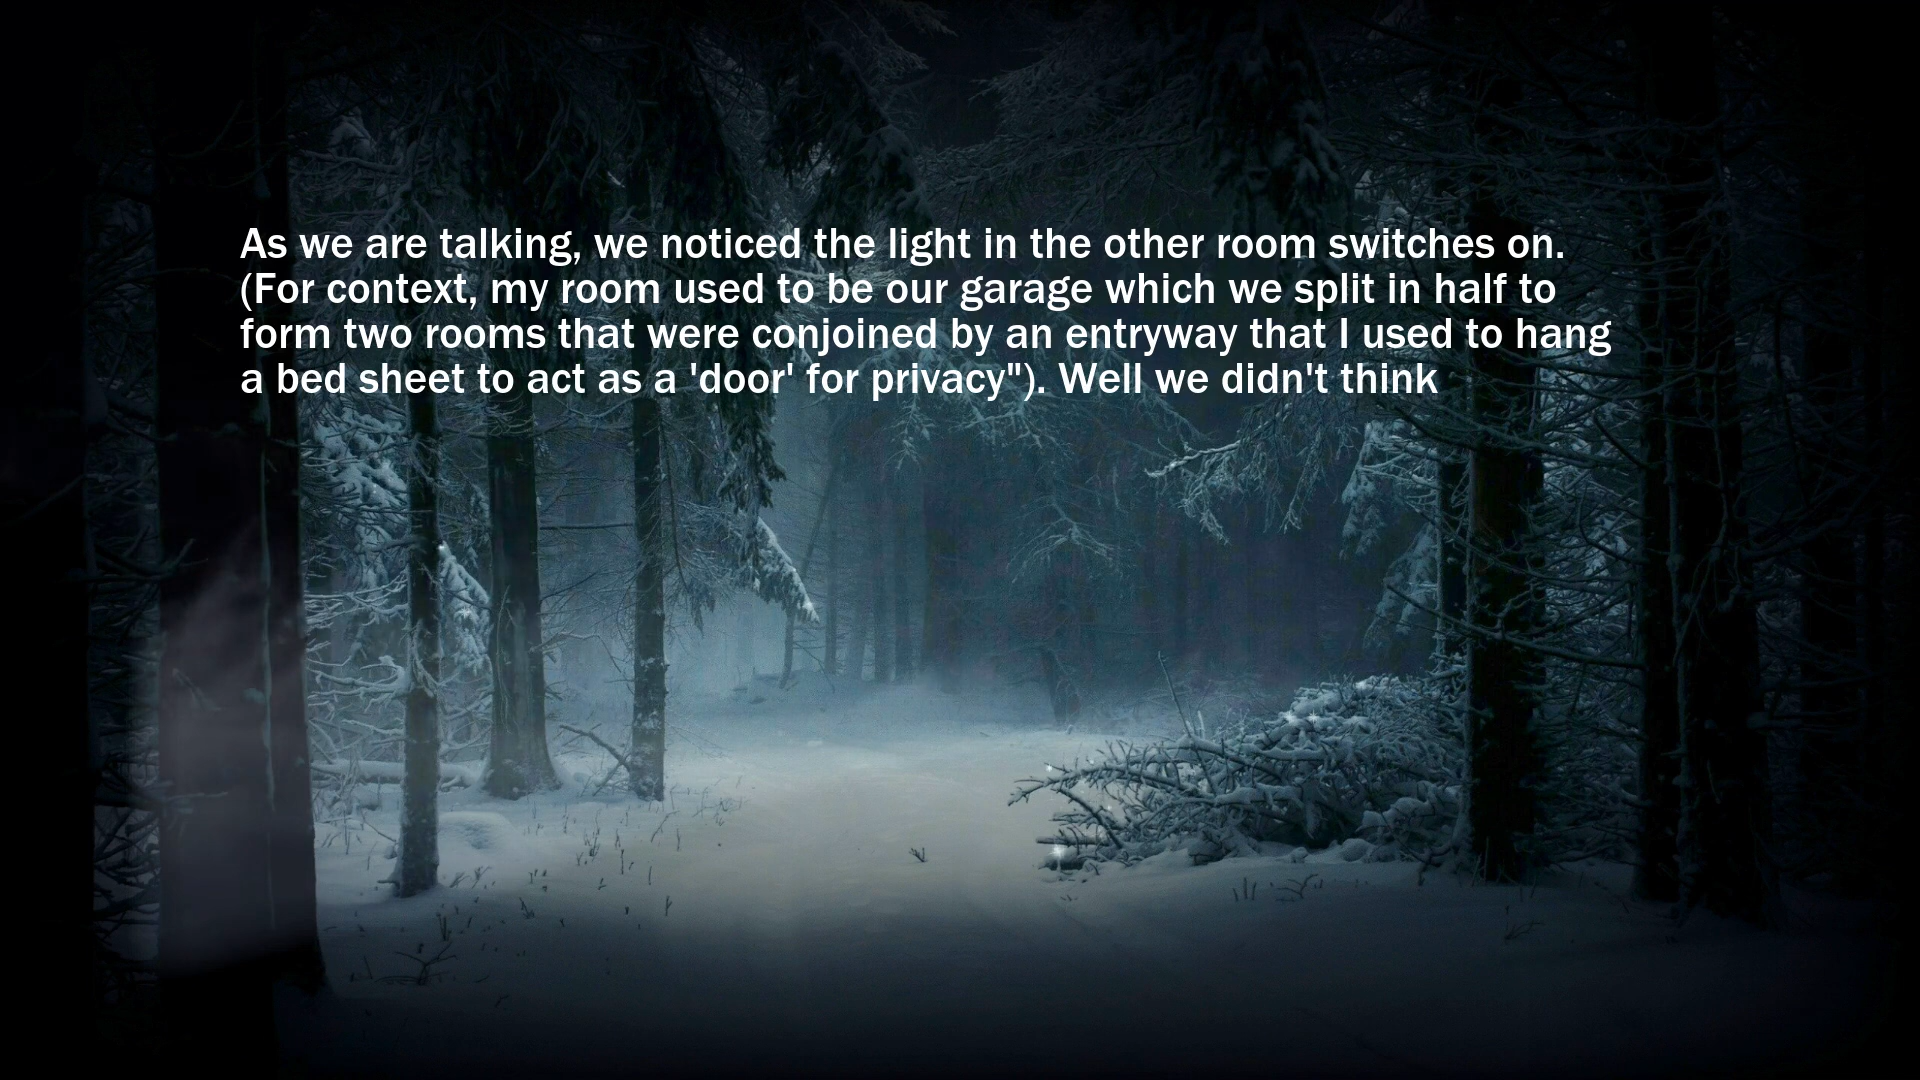 As we are talking, we noticed the light in the other room switches on.
(For context, my room used to be our garage which we split in half to
form two rooms that were conjoined by an entryway that I used to hang
a bed sheet to act as a 'door' for privacy"). Well we didn't think